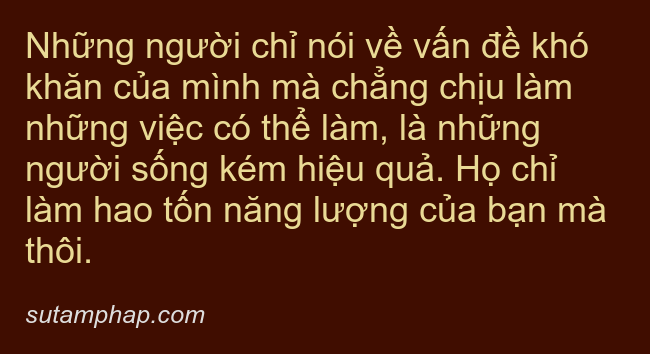 Những người chỉ nói về vấn đề khó
khăn của mình mà chẳng chịu làm
những việc có thể làm, là những
người sống kém hiệu quả. Họ chỉ
làm hao tốn năng lượng của bạn mà
thôi.
sutamphap.com